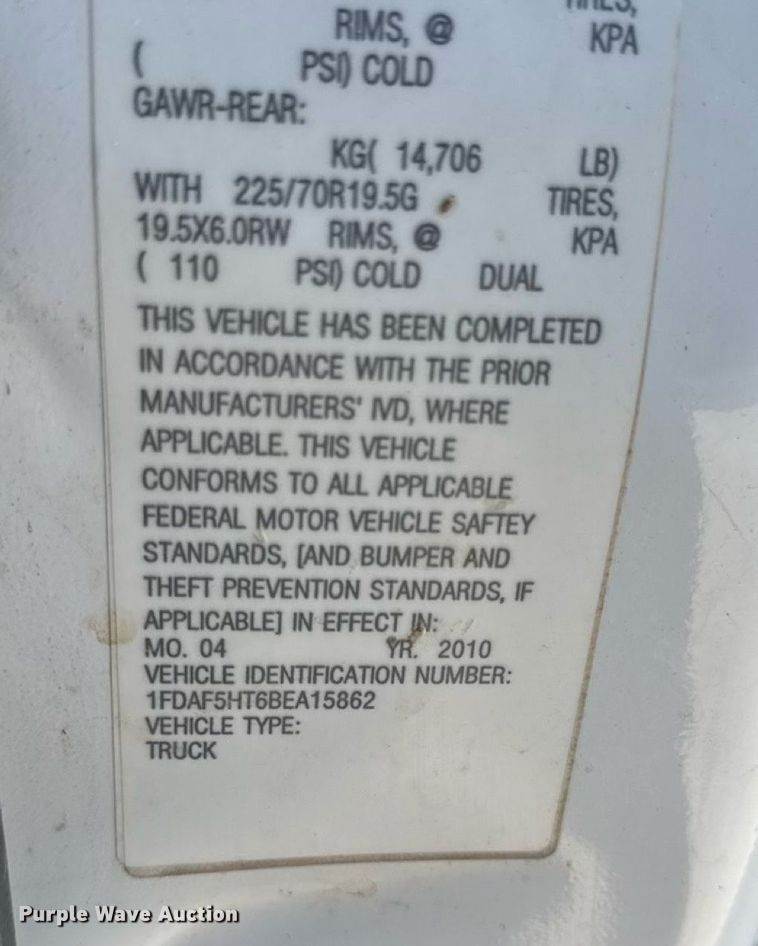 RIMS, @ KPA
( PSI) COLD
GAWR-REAR:
KG( 14,706 LB)
WITH 225/70R19.5G TIRES,
19.5X6.0RW RIMS, @ KPA
( 110 PSI) COLD DUAL
THIS VEHICLE HAS BEEN COMPLETED
IN ACCORDANCE WITH THE PRIOR
MANUFACTURERS' IVD, WHERE
APPLICABLE. THIS VEHICLE
CONFORMS TO ALL APPLICABLE
FEDERAL MOTOR VEHICLE SAFTEY
STANDARDS, [AND BUMPER AND
THEFT PREVENTION STANDARDS, IF
APPLICABLE] IN EFFECT IN:
MO. 04 YR. 2010
VEHICLE IDENTIFICATION NUMBER:
1FDAF5HT6BEA15862
VEHICLE TYPE:
TRUCK
Purple Wave Auction